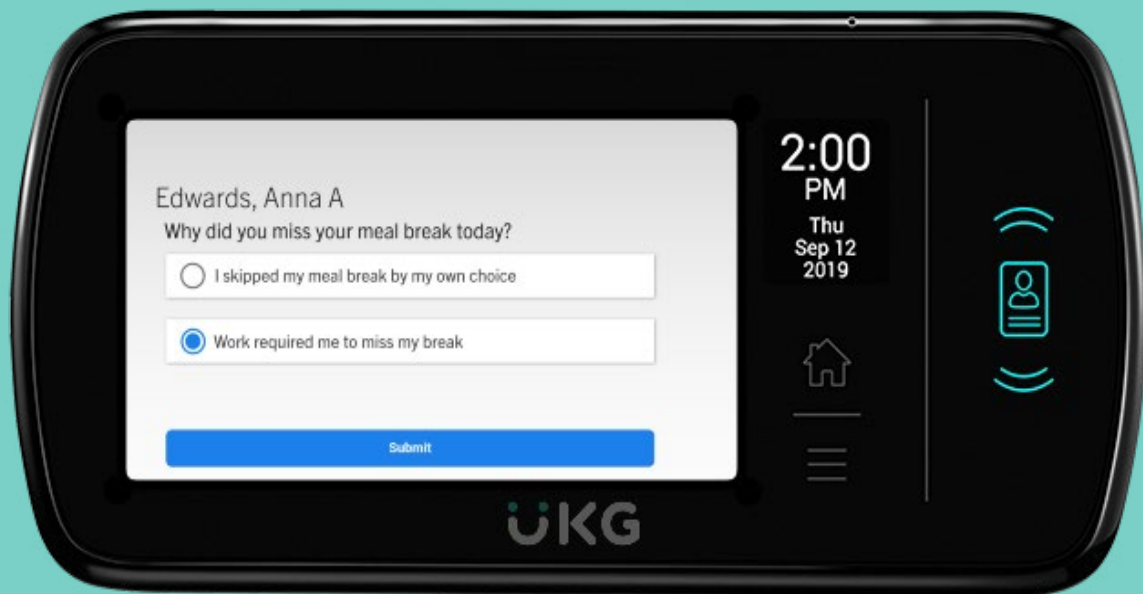 Edwards, Anna A
Why did you miss your meal break today?
I skipped my meal break by my own choice
Work required me to miss my break
Submit
2:00
PM
Thu
Sep 12
2019
UKG